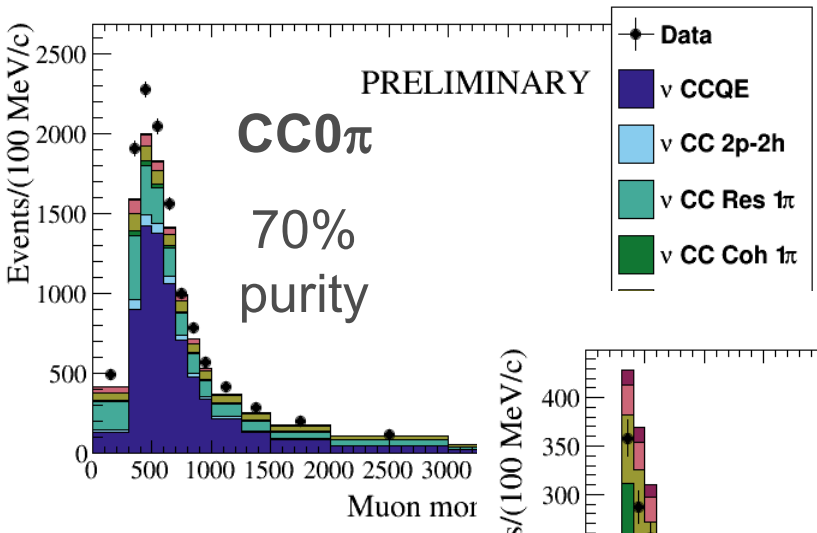 Events/(100 MeV/c)
2500
2000
1500
1000
500
0
0 500 1000 1500 2000 2500 3000
Muon mor
PRELIMINARY
CC0π
70%
purity
Data
ν CCQE
ν CC 2p-2h
ν CC Res 1π
ν CC Coh 1π
s/(100 MeV/c)
400
350
300